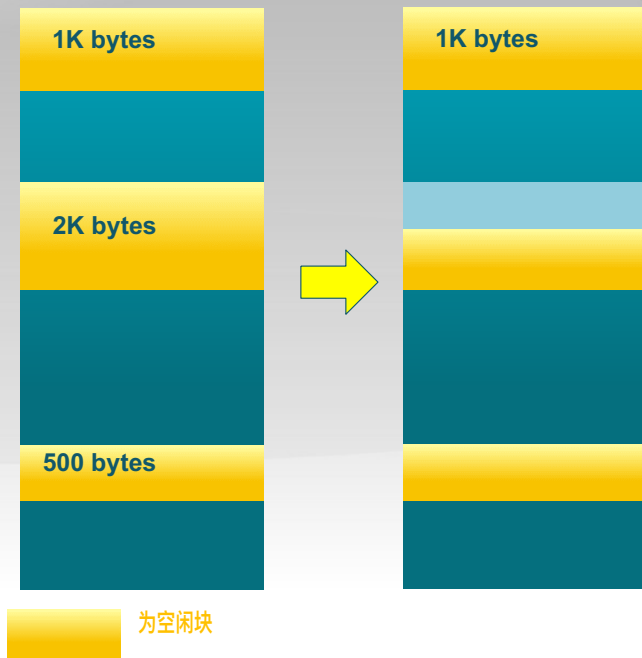 1K bytes
1K bytes
2K bytes
500 bytes
为空闲块